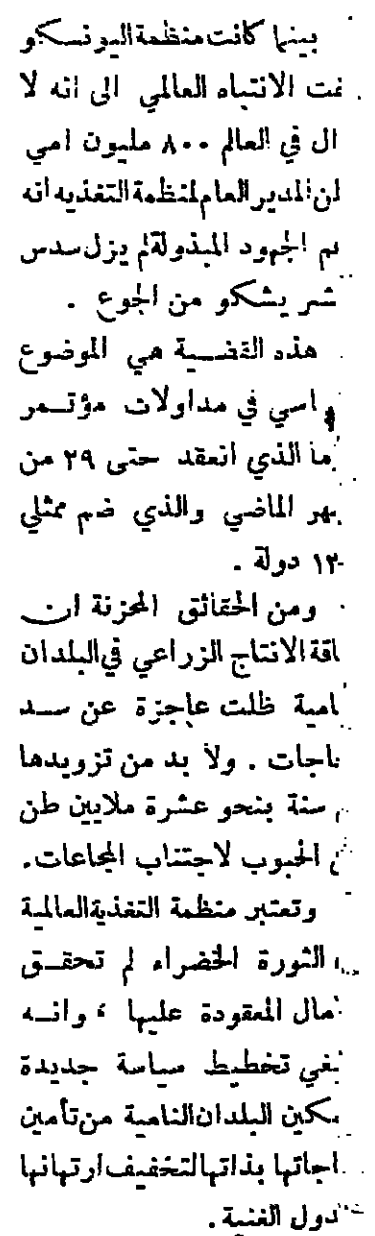 بينما كانت منظمة اليونسكو
فت الانتباه العالمي الى انه لا
ال في العالم ٨٠٠ مليون امي
لن المدير العام لمنظمة التغذيه انه
م الجهود المبذولة لم يزل سدس
شر يشكو من الجوع .
هذه القضية هي الموضوع
اسي في مداولات مؤتمر
ما الذي انعقد حتى ٢٩ من
هر الماضي والذي ضم ممثلي
١٢ دولة .
ومن الحقائق المحزنة ان
اقة الانتاج الزراعي في البلدان
امية ظلت عاجزة عن سد
اجات . ولا بد من تزويدها
سنة بنحو عشرة ملايين طن
الحبوب لاجتناب المجاعات .
وتعتبر منظمة التغذية العالمية
الثورة الخضراء لم تحقق
مال المعقودة عليها ، وانه
بغي تخطيط سياسة جديدة
مكين البلدان النامية من تأمين
اجاتها بذاتها لتخفيف ارتهانها
دول الغنية .